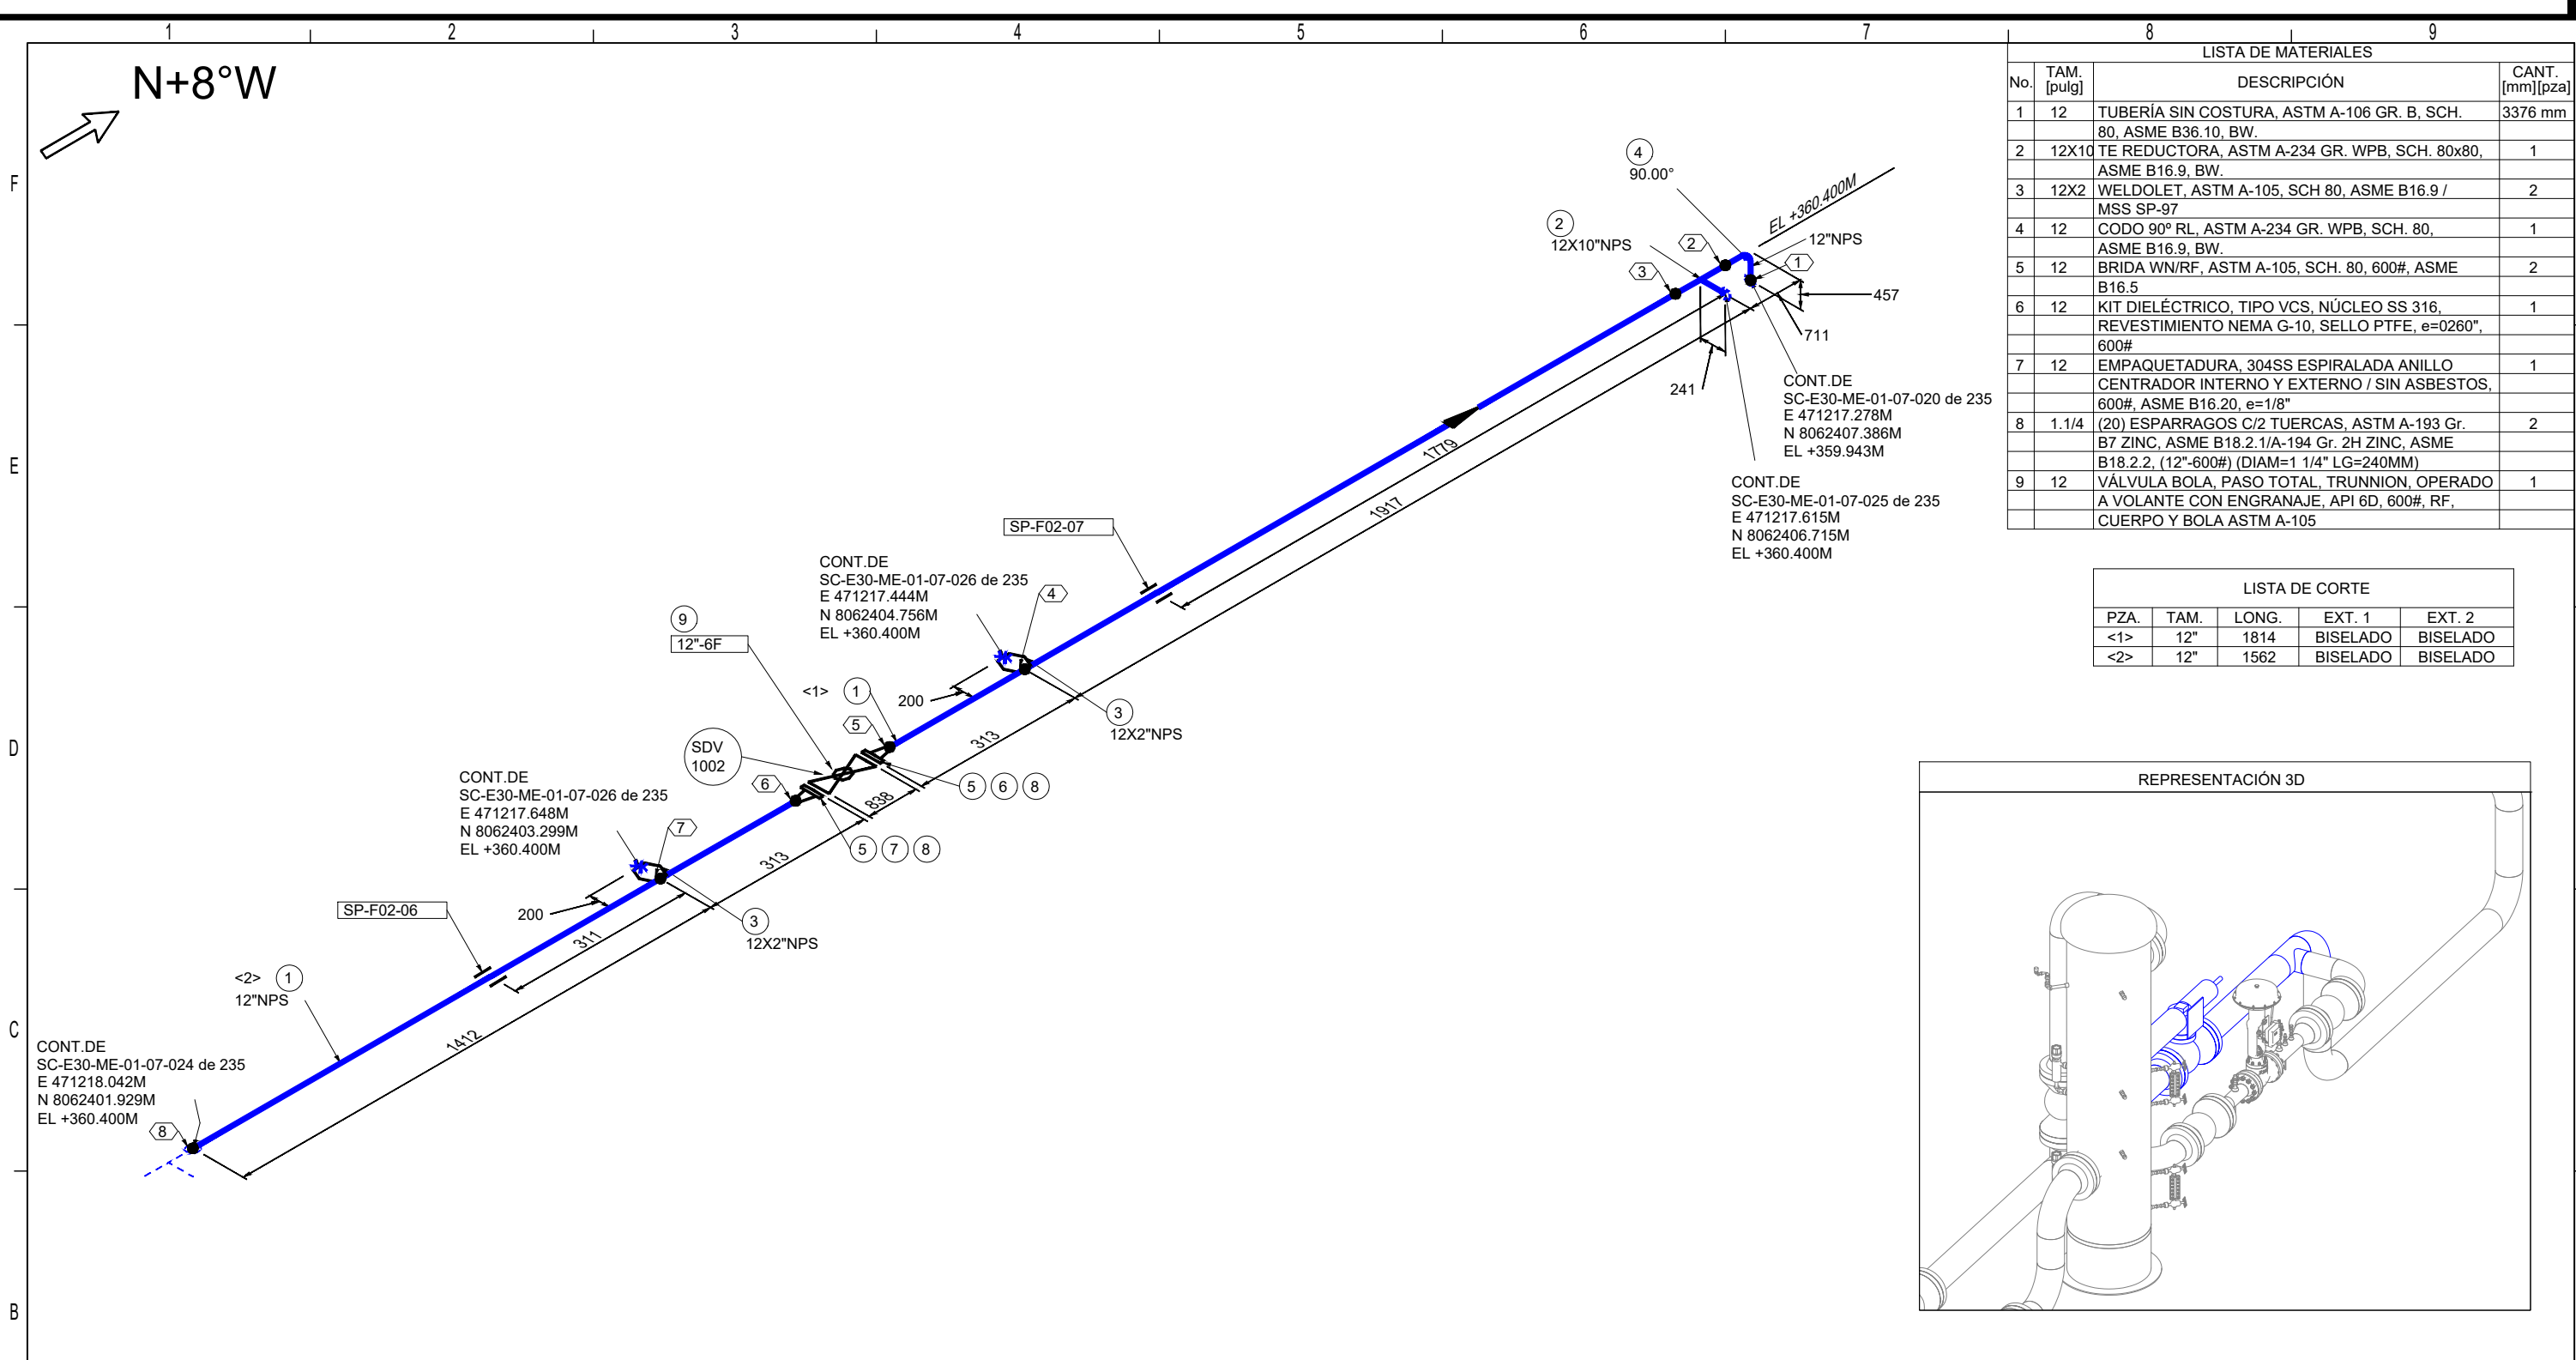 1 2 3 4 5 6 7 8 9
F
E
D
C
B
N+8°W
LISTA DE MATERIALES
No. TAM. [pulg] DESCRIPCIÓN CANT. [mm][pza]
1 12 TUBERÍA SIN COSTURA, ASTM A-106 GR. B, SCH. 3376 mm
80, ASME B36.10, BW.
2 12X10 TE REDUCTORA, ASTM A-234 GR. WPB, SCH. 80x80, 1
ASME B16.9, BW.
3 12X2 WELDOLET, ASTM A-105, SCH 80, ASME B16.9 / 2
MSS SP-97
4 12 CODO 90º RL, ASTM A-234 GR. WPB, SCH. 80, 1
ASME B16.9, BW.
5 12 BRIDA WN/RF, ASTM A-105, SCH. 80, 600#, ASME 2
B16.5
6 12 KIT DIELÉCTRICO, TIPO VCS, NÚCLEO SS 316, 1
REVESTIMIENTO NEMA G-10, SELLO PTFE, e=0260",
600#
7 12 EMPAQUETADURA, 304SS ESPIRALADA ANILLO 1
CENTRADOR INTERNO Y EXTERNO / SIN ASBESTOS,
600#, ASME B16.20, e=1/8"
8 1.1/4 (20) ESPARRAGOS C/2 TUERCAS, ASTM A-193 Gr. 2
B7 ZINC, ASME B18.2.1/A-194 Gr. 2H ZINC, ASME
B18.2.2, (12"-600#) (DIAM=1 1/4" LG=240MM)
9 12 VÁLVULA BOLA, PASO TOTAL, TRUNNION, OPERADO 1
A VOLANTE CON ENGRANAJE, API 6D, 600#, RF,
CUERPO Y BOLA ASTM A-105
LISTA DE CORTE
PZA. TAM. LONG. EXT. 1 EXT. 2
<1> 12" 1814 BISELADO BISELADO
<2> 12" 1562 BISELADO BISELADO
REPRESENTACIÓN 3D
4
90.00°
EL +360.400M
2
12X10"NPS
2
12"NPS
3
1
457
711
241
CONT.DE
SC-E30-ME-01-07-020 de 235
E 471217.278M
N 8062407.386M
EL +359.943M
CONT.DE
SC-E30-ME-01-07-025 de 235
E 471217.615M
N 8062406.715M
EL +360.400M
1779
1917
SP-F02-07
CONT.DE
SC-E30-ME-01-07-026 de 235
E 471217.444M
N 8062404.756M
EL +360.400M
4
9
12"-6F
<1> 1
200
3
12X2"NPS
5
313
SDV
1002
5 6 8
6
838
CONT.DE
SC-E30-ME-01-07-026 de 235
E 471217.648M
N 8062403.299M
EL +360.400M
7
5 7 8
313
SP-F02-06
200
3
12X2"NPS
311
<2> 1
12"NPS
1412
CONT.DE
SC-E30-ME-01-07-024 de 235
E 471218.042M
N 8062401.929M
EL +360.400M
8